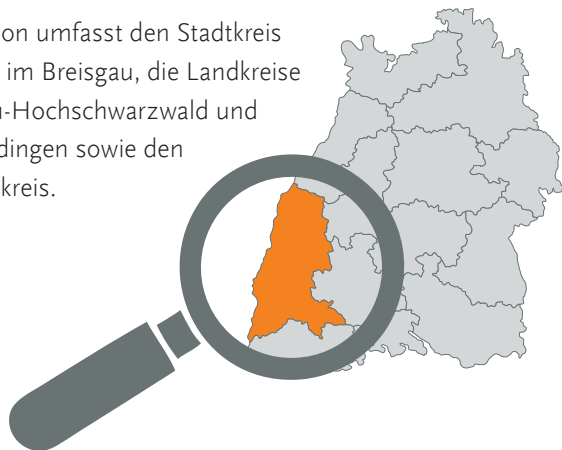 on umfasst den Stadtkreis
im Breisgau, die Landkreise
-Hochschwarzwald und
dingen sowie den
kreis.